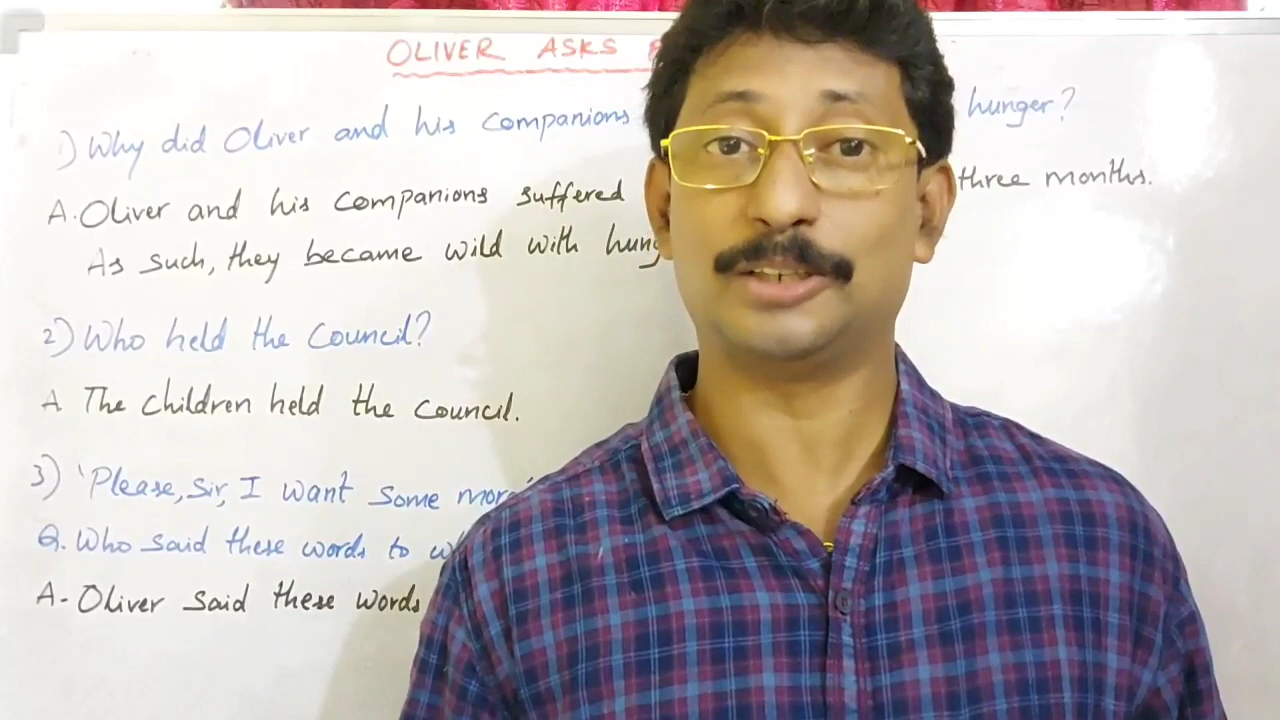 OLIVER ASKS
1) Why did Oliver and his companions hunger?
A. Oliver and his companions suffered three months.
As such, they became wild with
2) Who held the Council?
A The children held the council.
3) 'Please, Sir, I want some
Q. Who said these words to
A- Oliver said these words